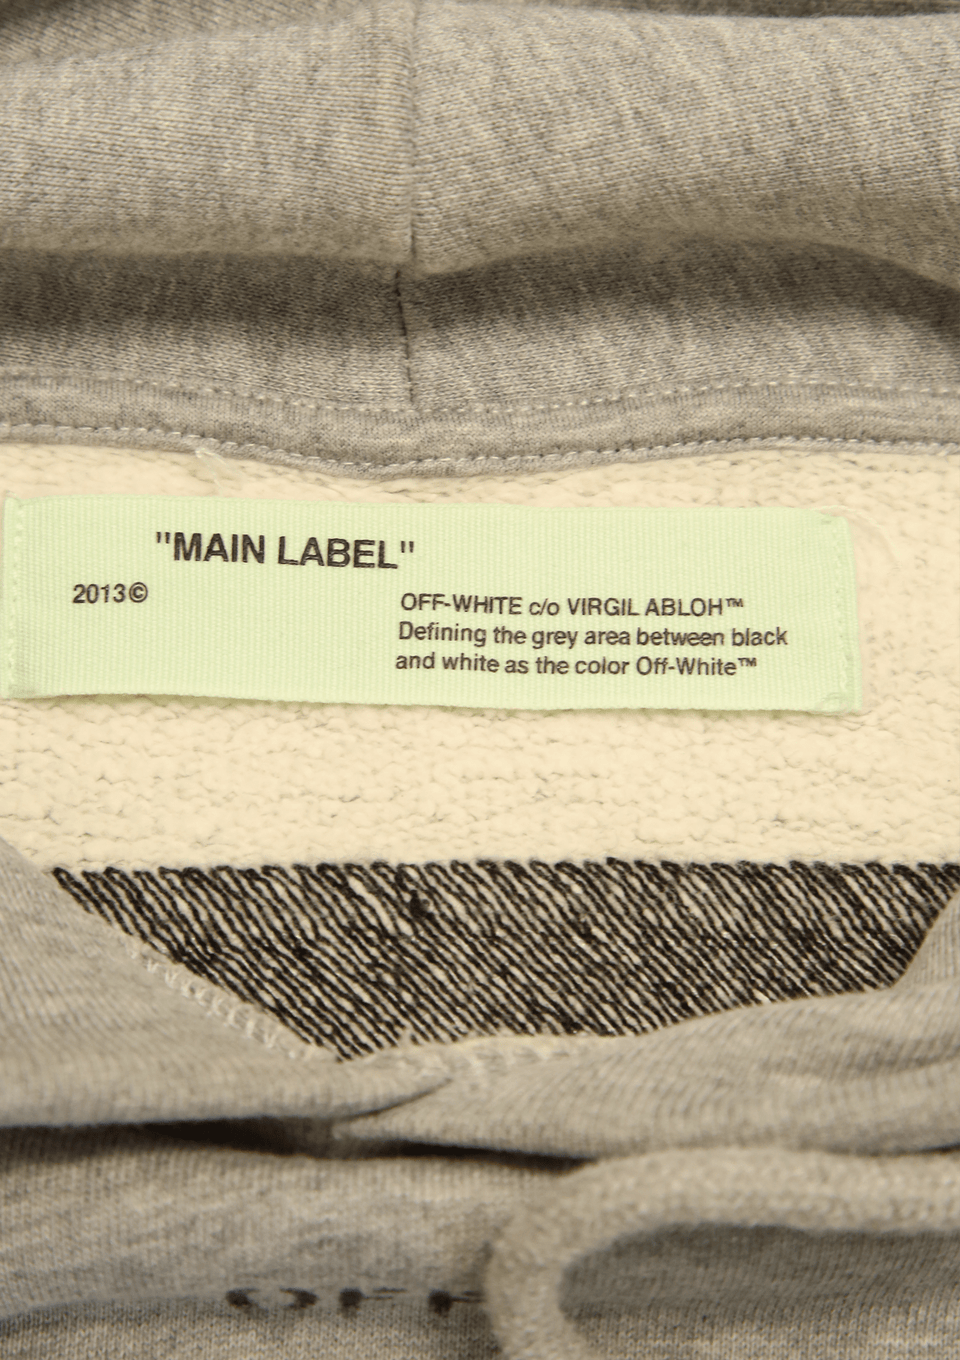 "MAIN LABEL"
2013©
OFF-WHITE c/o VIRGIL ABLOH™
Defining the grey area between black
and white as the color Off-White™
OFF